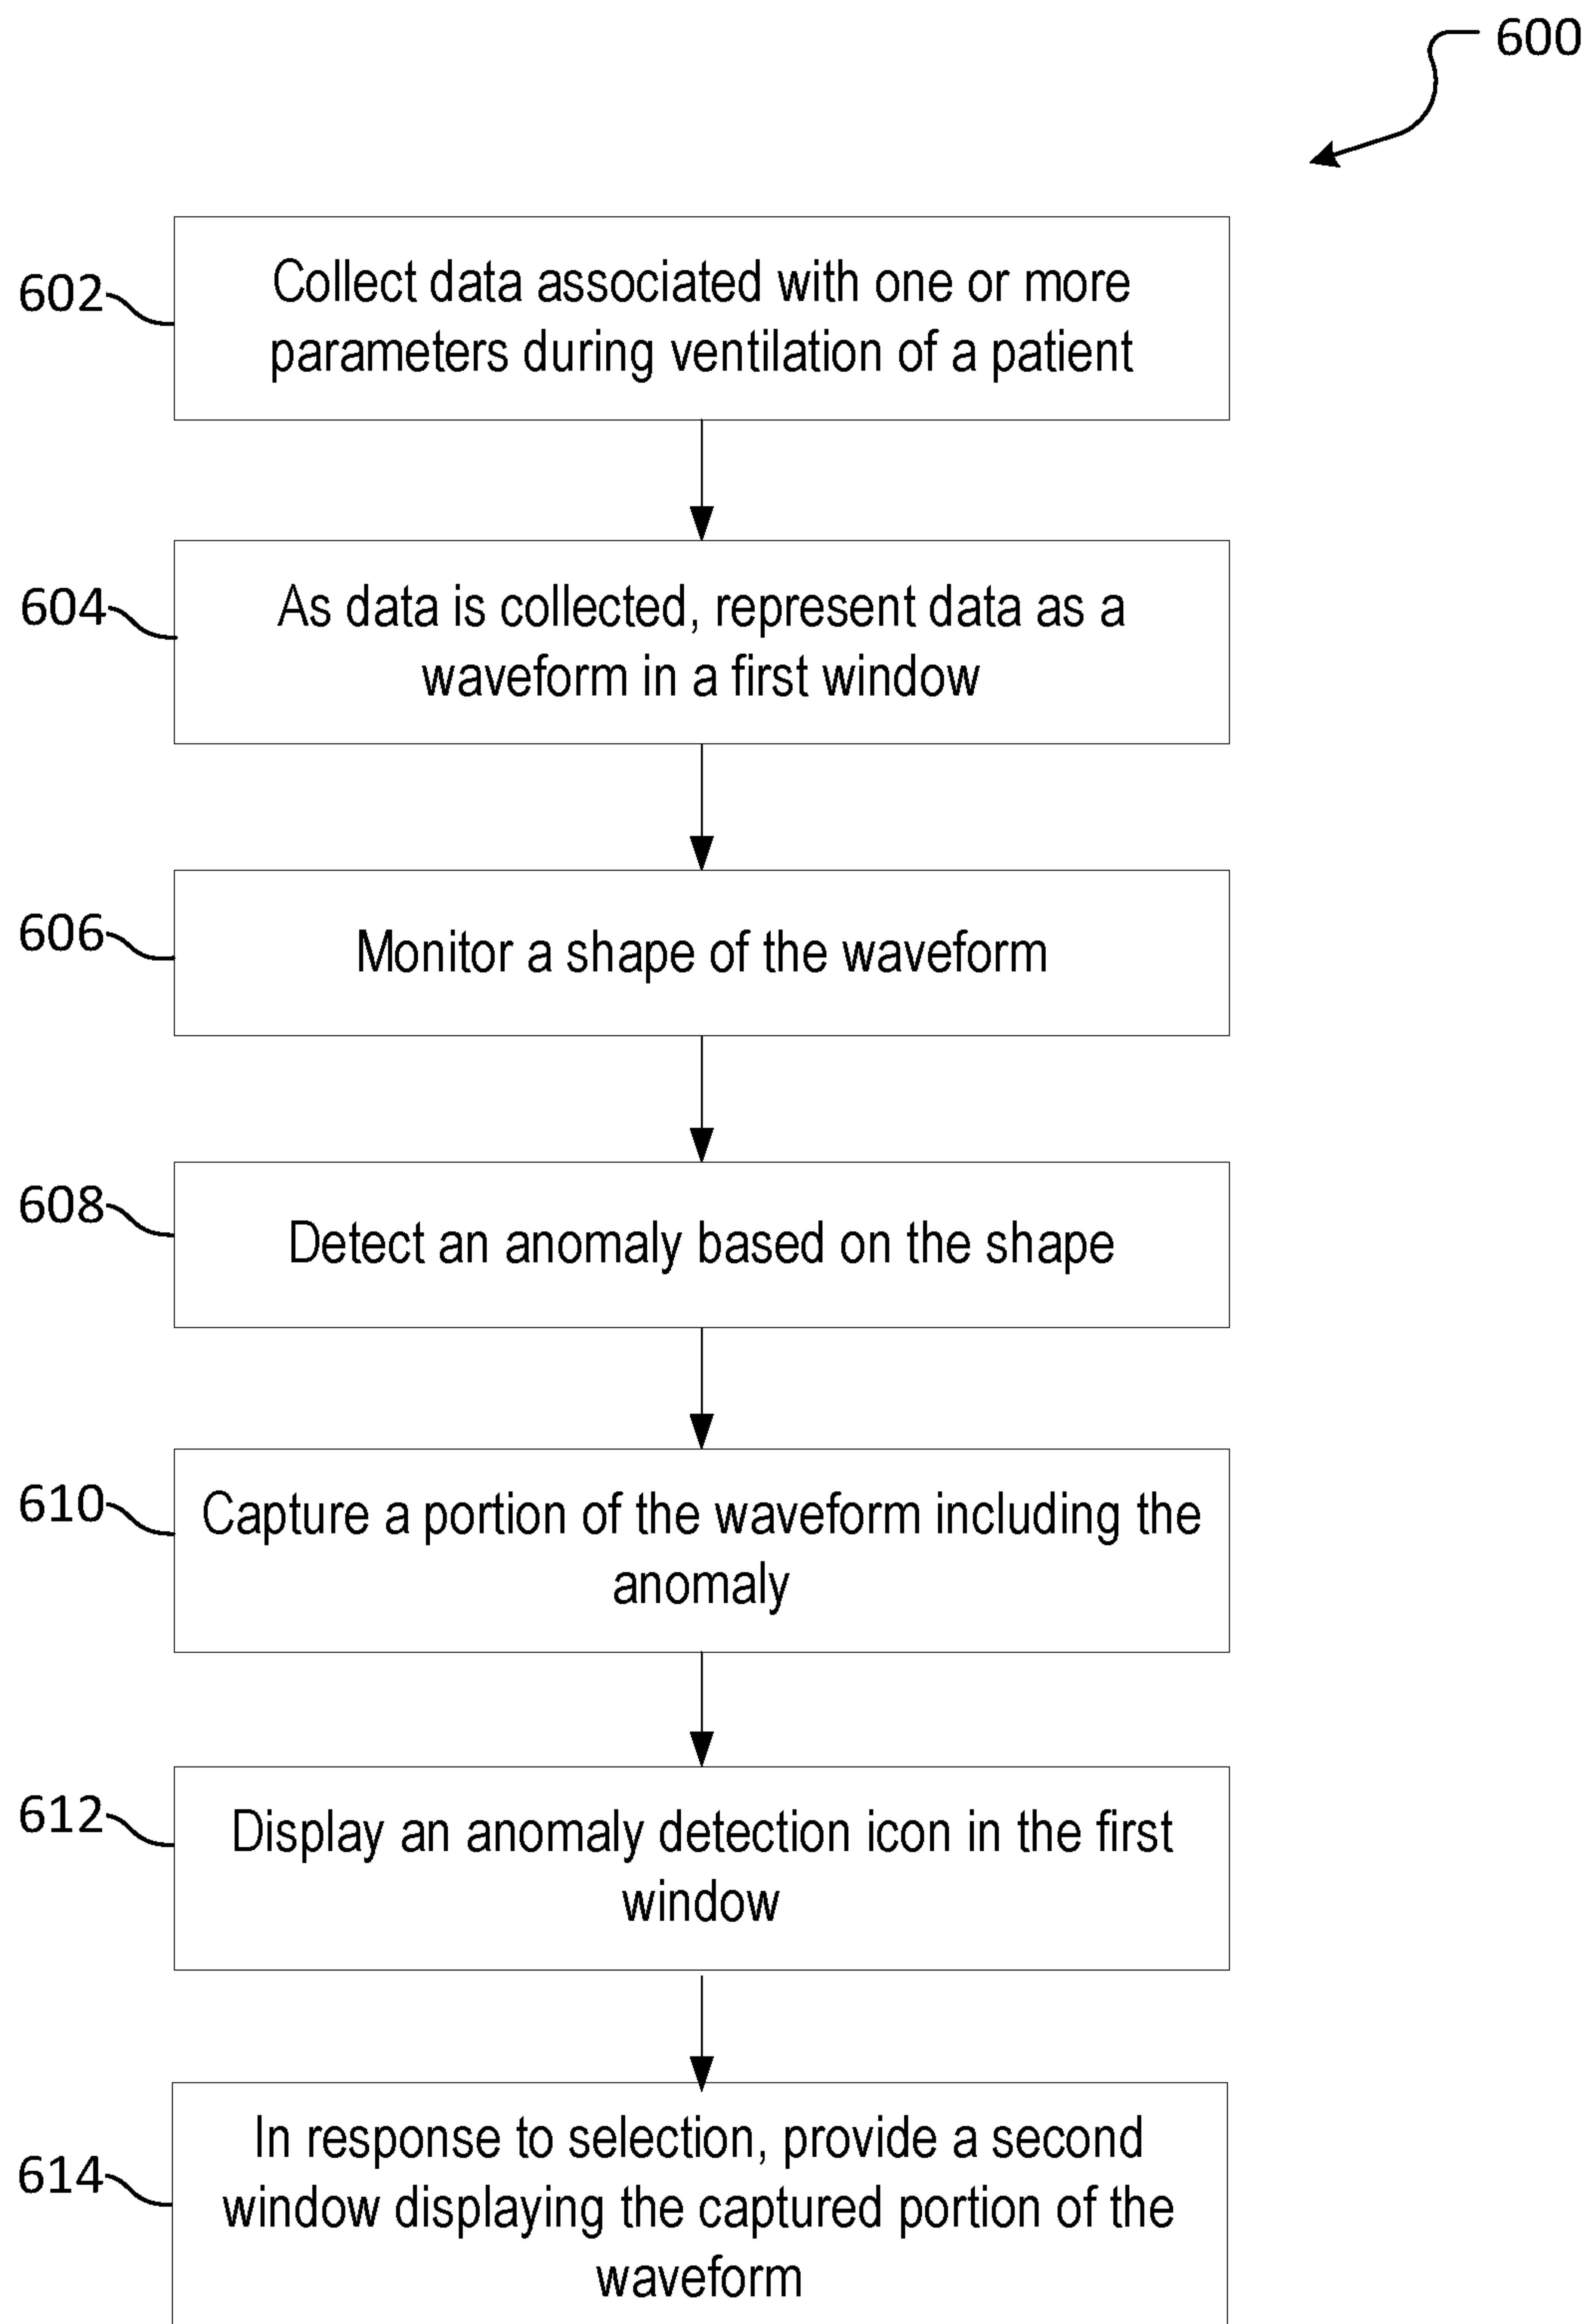 600
602
Collect data associated with one or more
parameters during ventilation of a patient
604
As data is collected, represent data as a
waveform in a first window
606
Monitor a shape of the waveform
608
Detect an anomaly based on the shape
610
Capture a portion of the waveform including the
anomaly
612
Display an anomaly detection icon in the first
window
614
In response to selection, provide a second
window displaying the captured portion of the
waveform